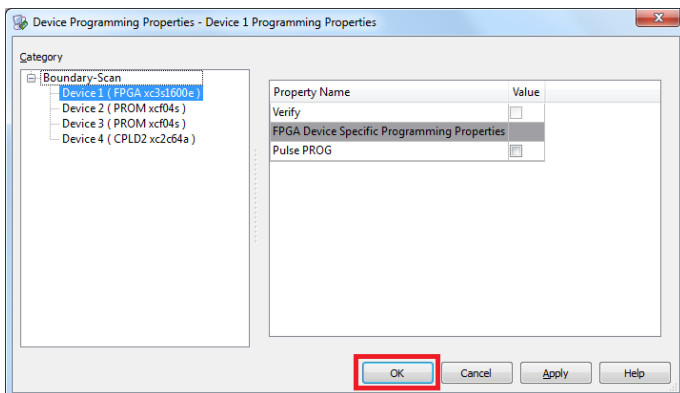 Device Programming Properties - Device 1 Programming Properties
Category
Boundary-Scan
Device 1 ( FPGA xc3s1600e )
Device 2 ( PROM xcf04s )
Device 3 ( PROM xcf04s )
Device 4 ( CPLD2 xc2c64a )
Property Name Value
Verify
FPGA Device Specific Programming Properties
Pulse PROG
OK Cancel Apply Help